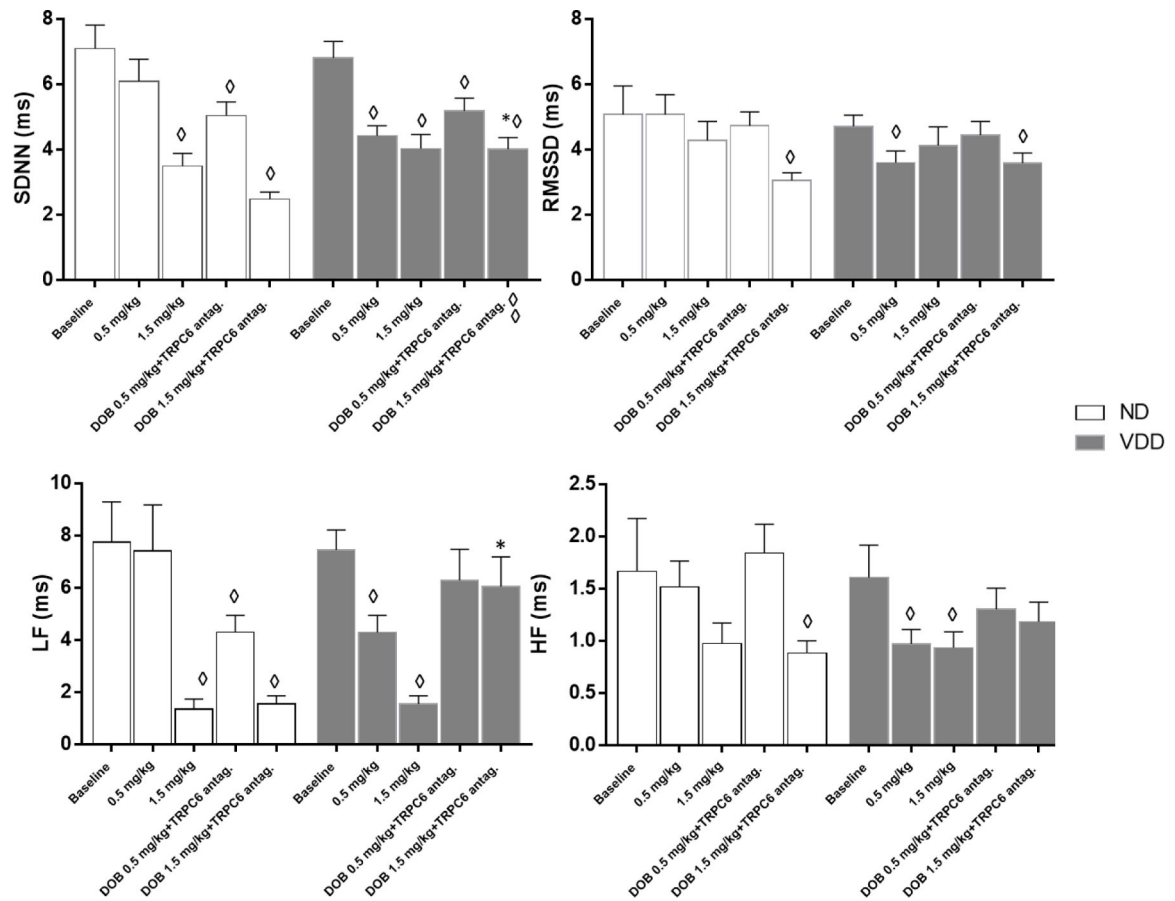 8
6
4
2
0
SDNN (ms)
◊
◊
◊
◊
◊
◊
*◊
Baseline
0.5 mg/kg
1.5 mg/kg
DOB 0.5 mg/kg+TRPC6 antag.
DOB 1.5 mg/kg+TRPC6 antag.
Baseline
0.5 mg/kg
1.5 mg/kg
DOB 0.5 mg/kg+TRPC6 antag.
DOB 1.5 mg/kg+TRPC6 antag.
◊
◊
8
6
4
2
0
RMSSD (ms)
◊
◊
◊
Baseline
0.5 mg/kg
1.5 mg/kg
DOB 0.5 mg/kg+TRPC6 antag.
DOB 1.5 mg/kg+TRPC6 antag.
Baseline
0.5 mg/kg
1.5 mg/kg
DOB 0.5 mg/kg+TRPC6 antag.
DOB 1.5 mg/kg+TRPC6 antag.
ND
VDD
10
8
6
4
2
0
LF (ms)
◊
◊
◊
◊
◊
*
Baseline
0.5 mg/kg
1.5 mg/kg
DOB 0.5 mg/kg+TRPC6 antag.
DOB 1.5 mg/kg+TRPC6 antag.
Baseline
0.5 mg/kg
1.5 mg/kg
DOB 0.5 mg/kg+TRPC6 antag.
DOB 1.5 mg/kg+TRPC6 antag.
2.5
2.0
1.5
1.0
0.5
0.0
HF (ms)
◊
◊
◊
Baseline
0.5 mg/kg
1.5 mg/kg
DOB 0.5 mg/kg+TRPC6 antag.
DOB 1.5 mg/kg+TRPC6 antag.
Baseline
0.5 mg/kg
1.5 mg/kg
DOB 0.5 mg/kg+TRPC6 antag.
DOB 1.5 mg/kg+TRPC6 antag.